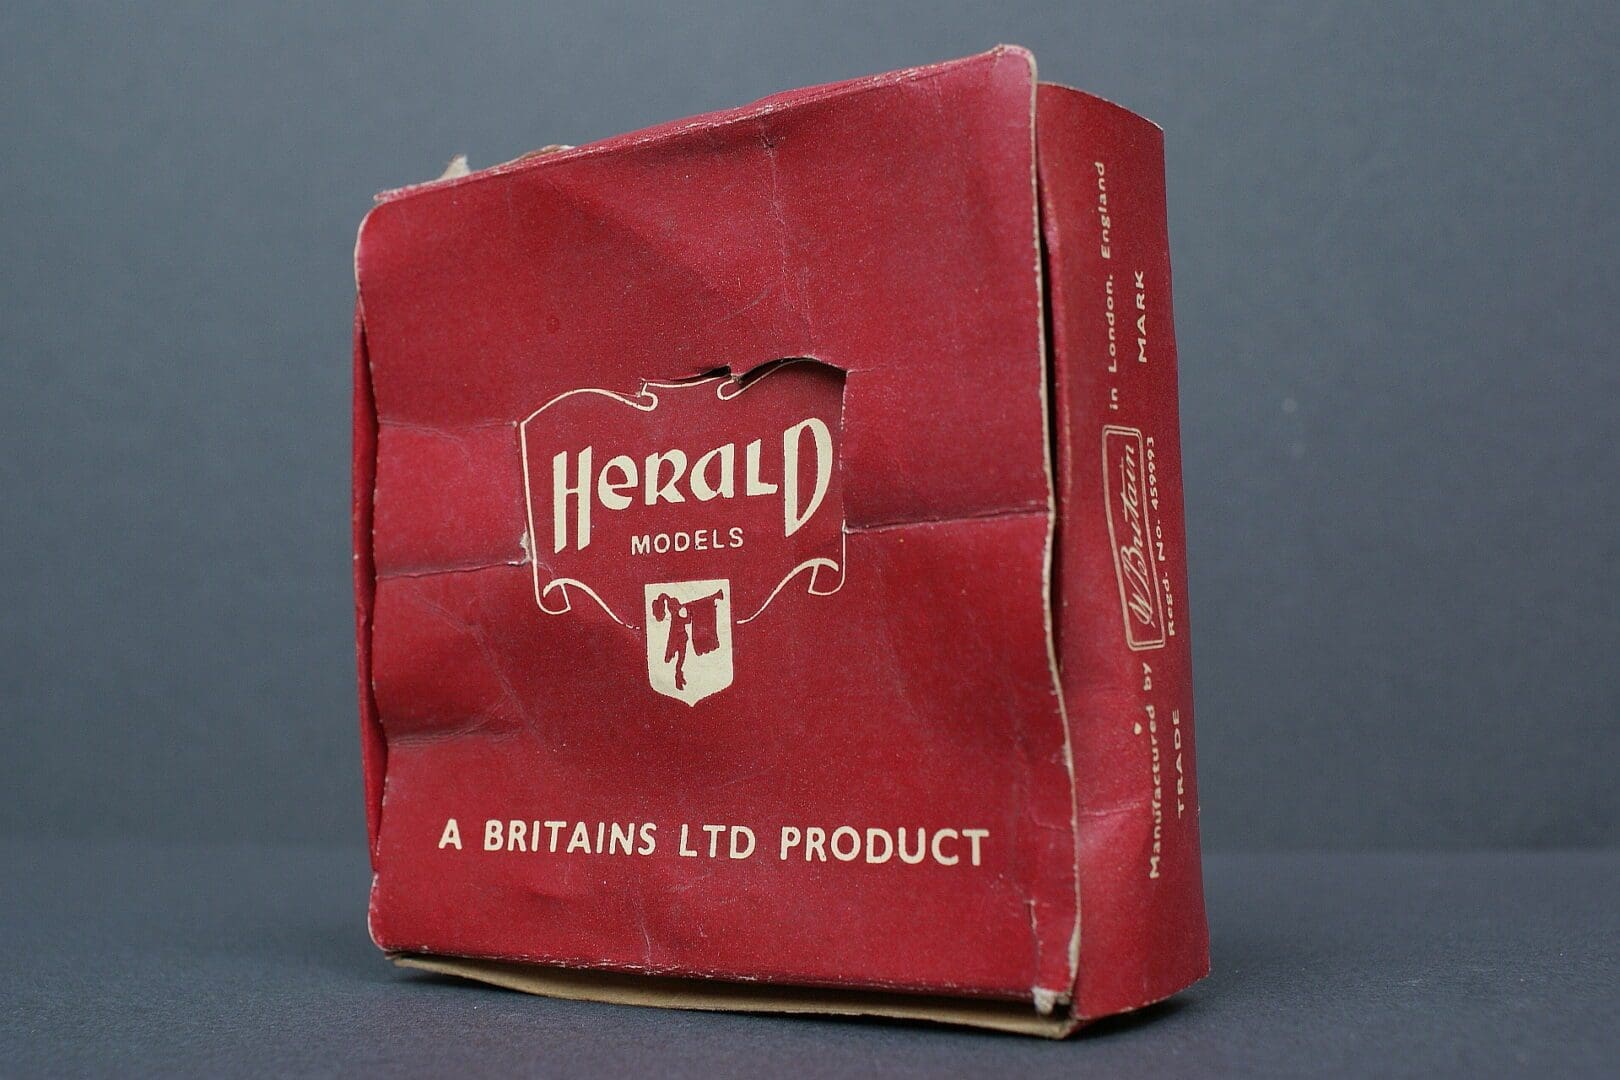 HERALD
MODELS
A BRITAINS LTD PRODUCT
Manufactured by W Britain in London. England
TRADE MARK
Regd. No. 459993